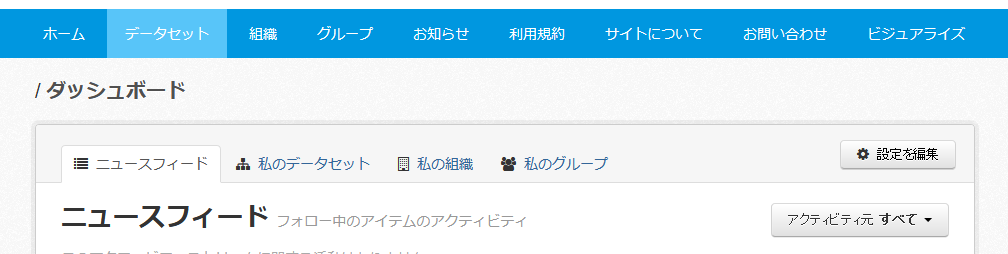 ホーム データセット 組織 グループ お知らせ 利用規約 サイトについて お問い合わせ ビジュアライズ
/ ダッシュボード
ニュースフィード 私のデータセット 私の組織 私のグループ 設定を編集
ニュースフィード フォロー中のアイテムのアクティビティ アクティビティ元 すべて